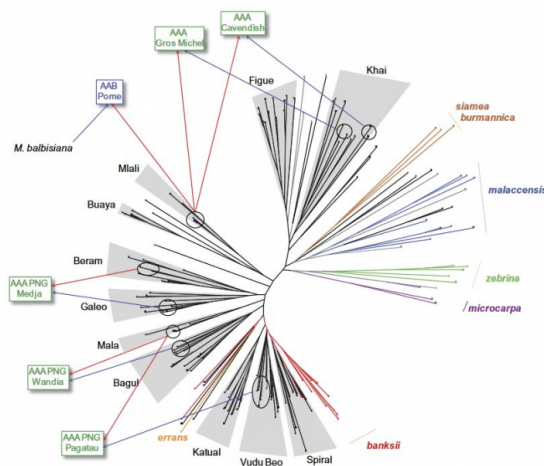 AAA
Gros Michel
AAA
Cavendish
AAB
Pome
M. balbisiana
Figue
Khai
siamea
burmannica
malaccensis
Mlali
Buaya
Beram
AAA PNG
Medja
Galeo
zebrina
microcarpa
Mala
AAA PNG
Wandia
Bagul
AAA PNG
Pagatau
errans
Katual
Vudu Beo
Spiral
banksii